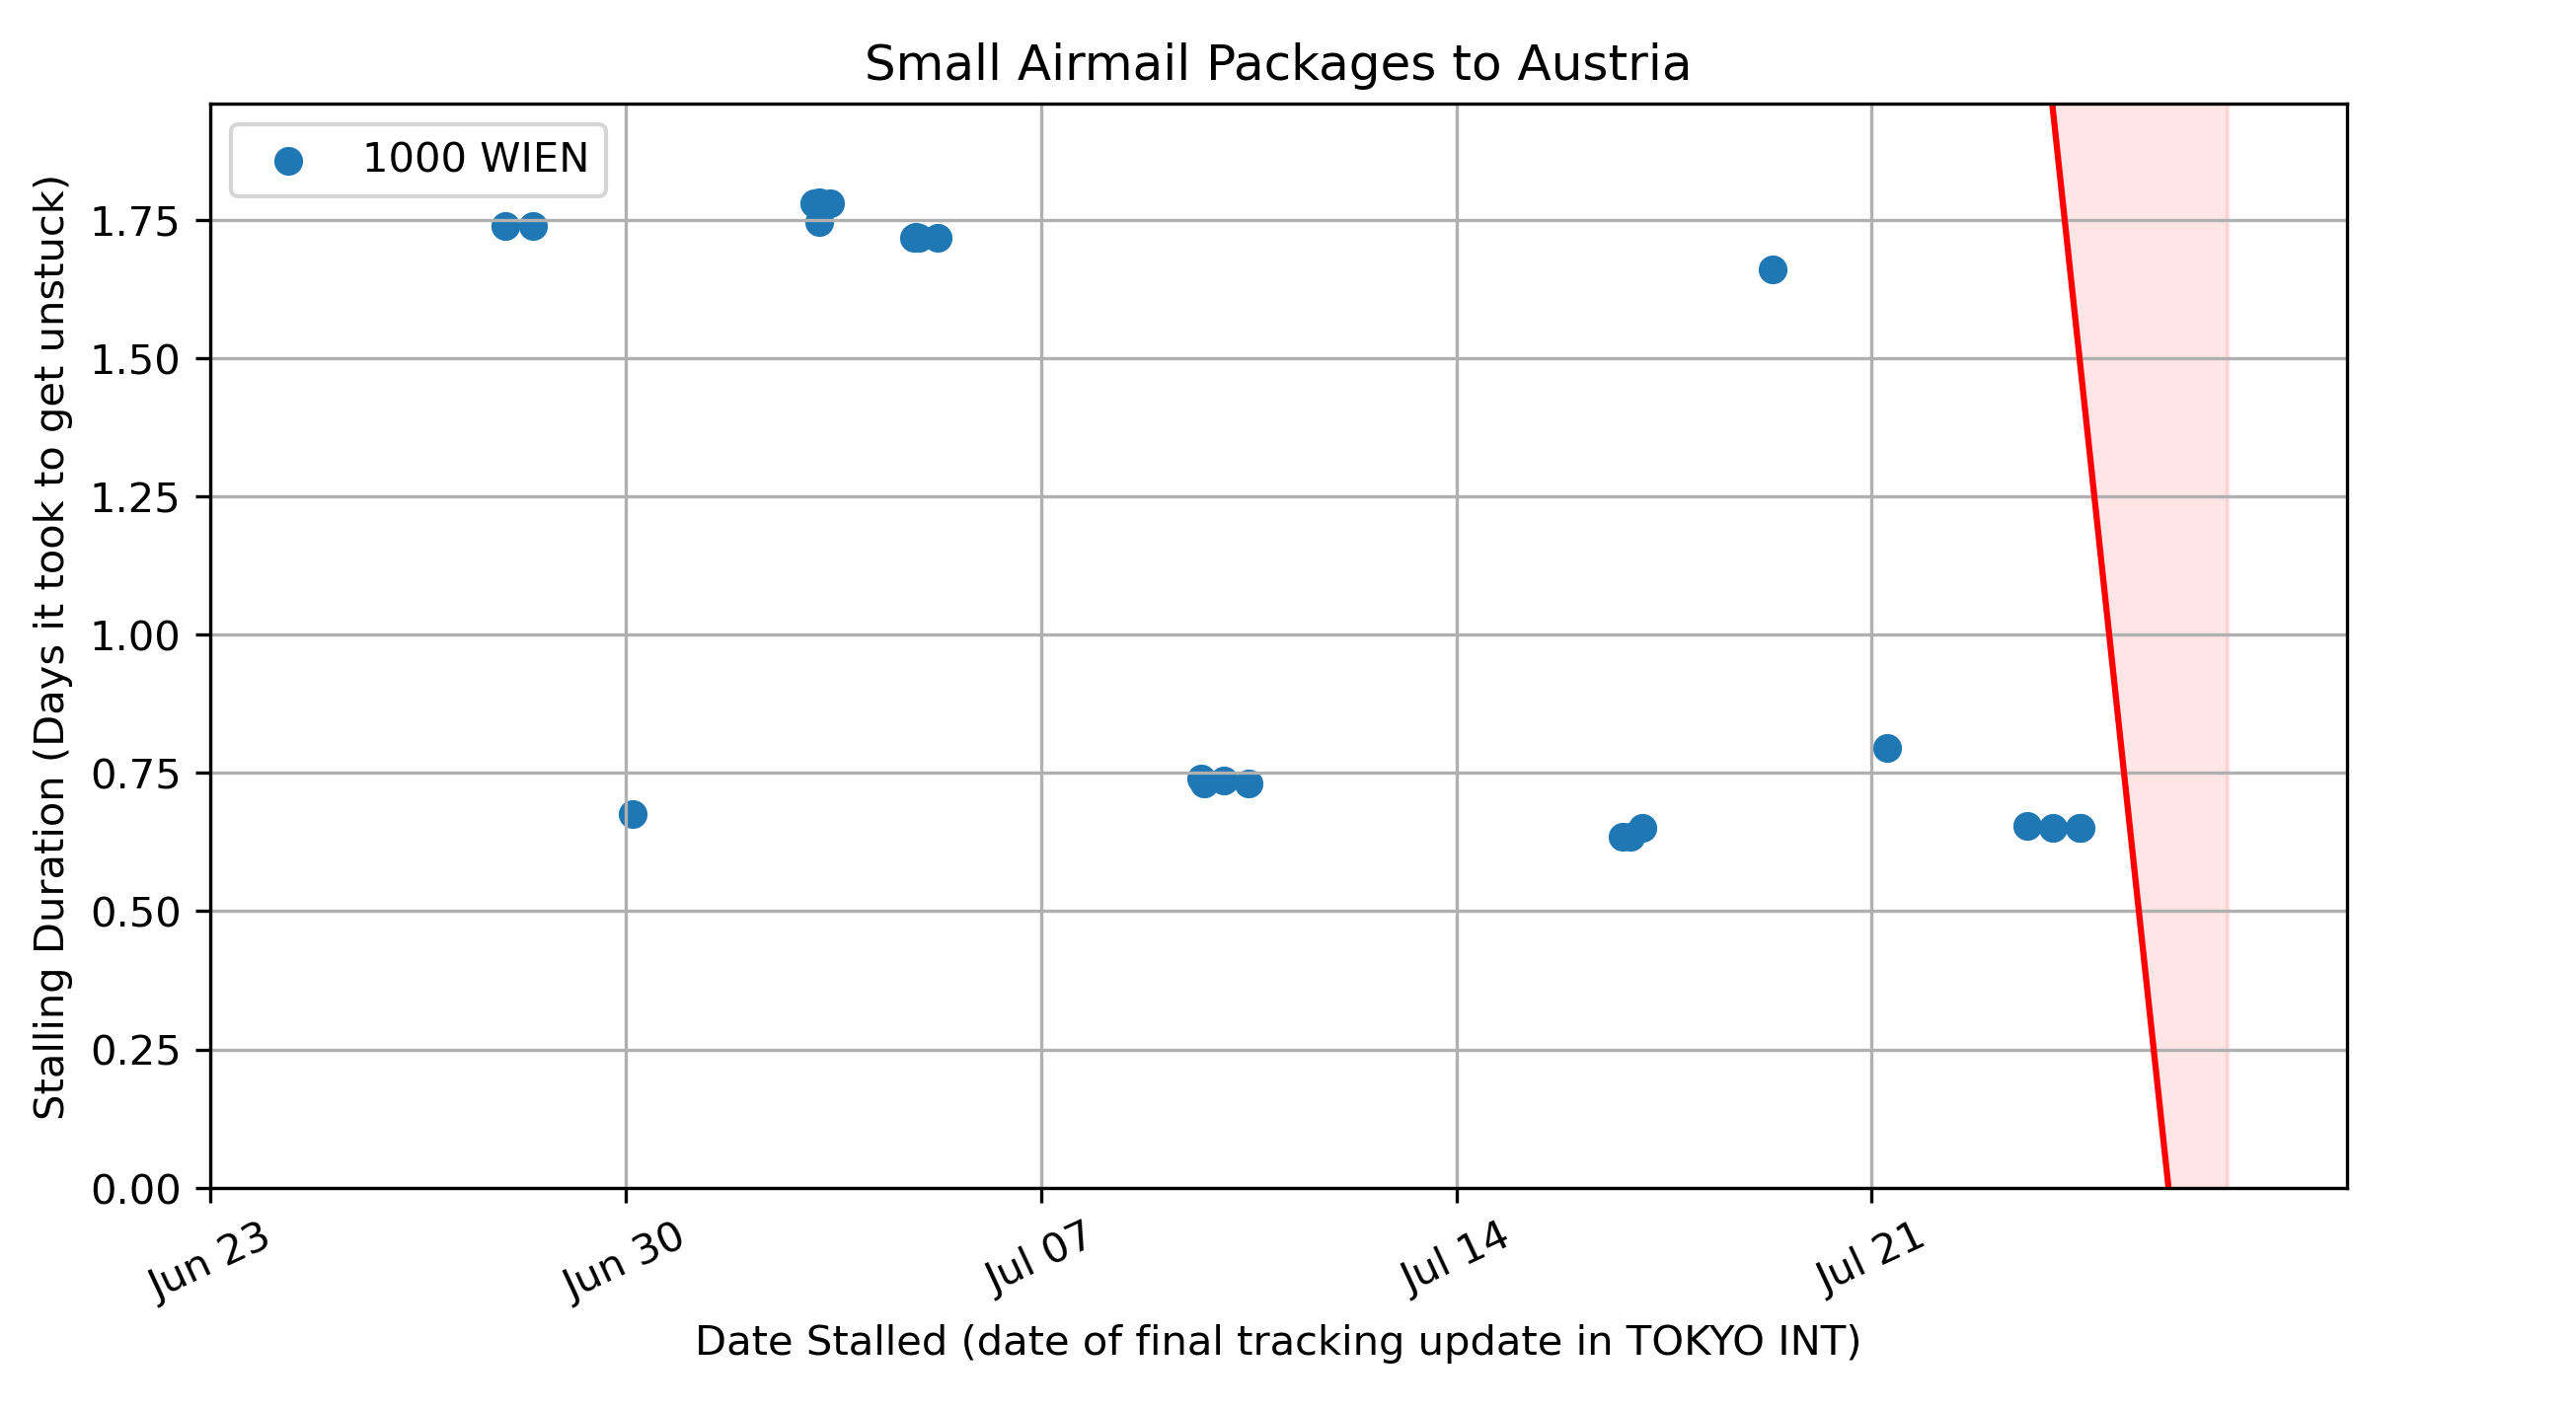 Small Airmail Packages to Austria
1000 WIEN
Stalling Duration (Days it took to get unstuck)
1.75
1.50
1.25
1.00
0.75
0.50
0.25
0.00
Jun 23
Jun 30
Jul 07
Jul 14
Jul 21
Date Stalled (date of final tracking update in TOKYO INT)